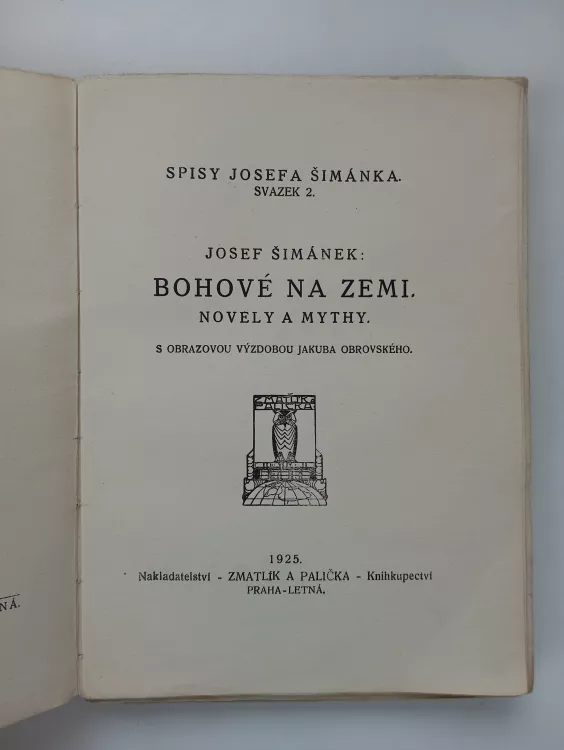 SPISY JOSEFA ŠIMÁNKA.
SVAZEK 2.
JOSEF ŠIMÁNEK:
BOHOVÉ NA ZEMI.
NOVELY A MYTHY.
S OBRAZOVOU VÝZDOBOU JAKUBA OBROVSKÉHO.
ZMATLÍK A
PALIČKA
1925.
Nakladatelství - ZMATLÍK A PALIČKA - Knihkupectví
PRAHA-LETNÁ.
NÁ.